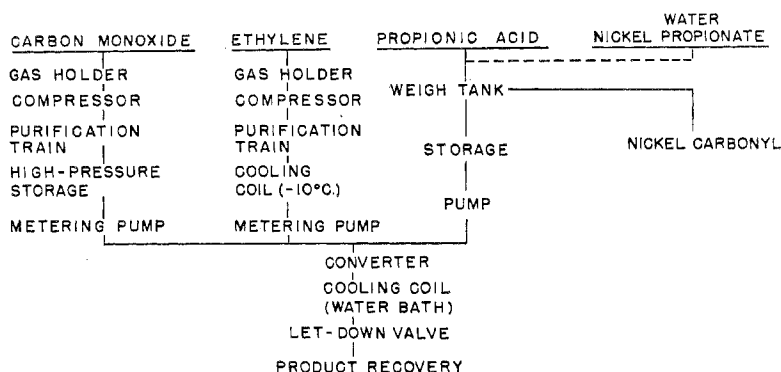 CARBON MONOXIDE
GAS HOLDER
COMPRESSOR
PURIFICATION
TRAIN
HIGH-PRESSURE
STORAGE
METERING PUMP
ETHYLENE
GAS HOLDER
COMPRESSOR
PURIFICATION
TRAIN
COOLING
COIL (-10°C.)
METERING PUMP
PROPIONIC ACID
WEIGH TANK
STORAGE
PUMP
WATER
NICKEL PROPIONATE
NICKEL CARBONYL
CONVERTER
COOLING COIL
(WATER BATH)
LET-DOWN VALVE
PRODUCT RECOVERY